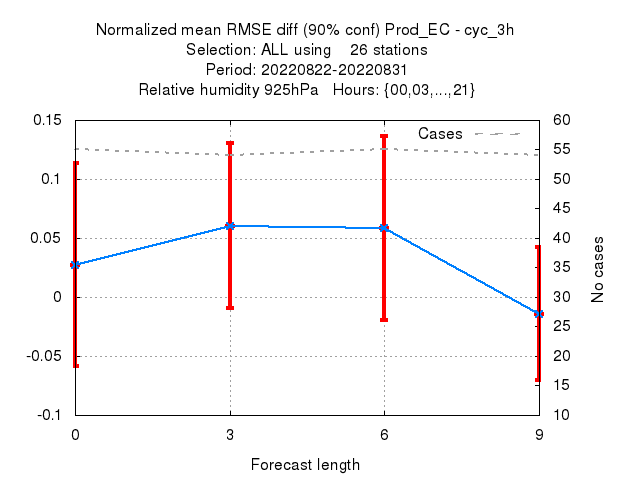 Normalized mean RMSE diff (90% conf) Prod_EC - cyc_3h
Selection: ALL using    26 stations
Period: 20220822-20220831
Relative humidity 925hPa   Hours: {00,03,...,21}
0.15
0.1
0.05
0
-0.05
-0.1
Cases
60
55
50
45
40
35
30
25
20
15
10
No cases
0 3 6 9
Forecast length